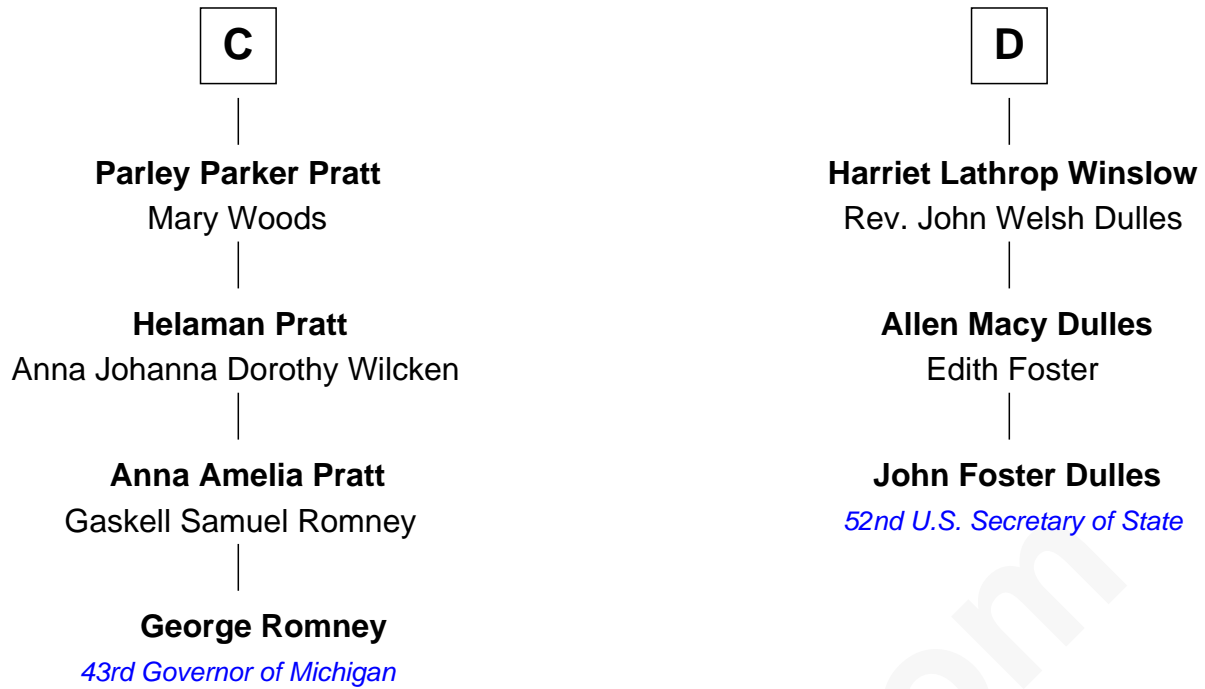 C
Parley Parker Pratt
Mary Woods
Helaman Pratt
Anna Johanna Dorothy Wilcken
Anna Amelia Pratt
Gaskell Samuel Romney
George Romney
43rd Governor of Michigan
D
Harriet Lathrop Winslow
Rev. John Welsh Dulles
Allen Macy Dulles
Edith Foster
John Foster Dulles
52nd U.S. Secretary of State
om